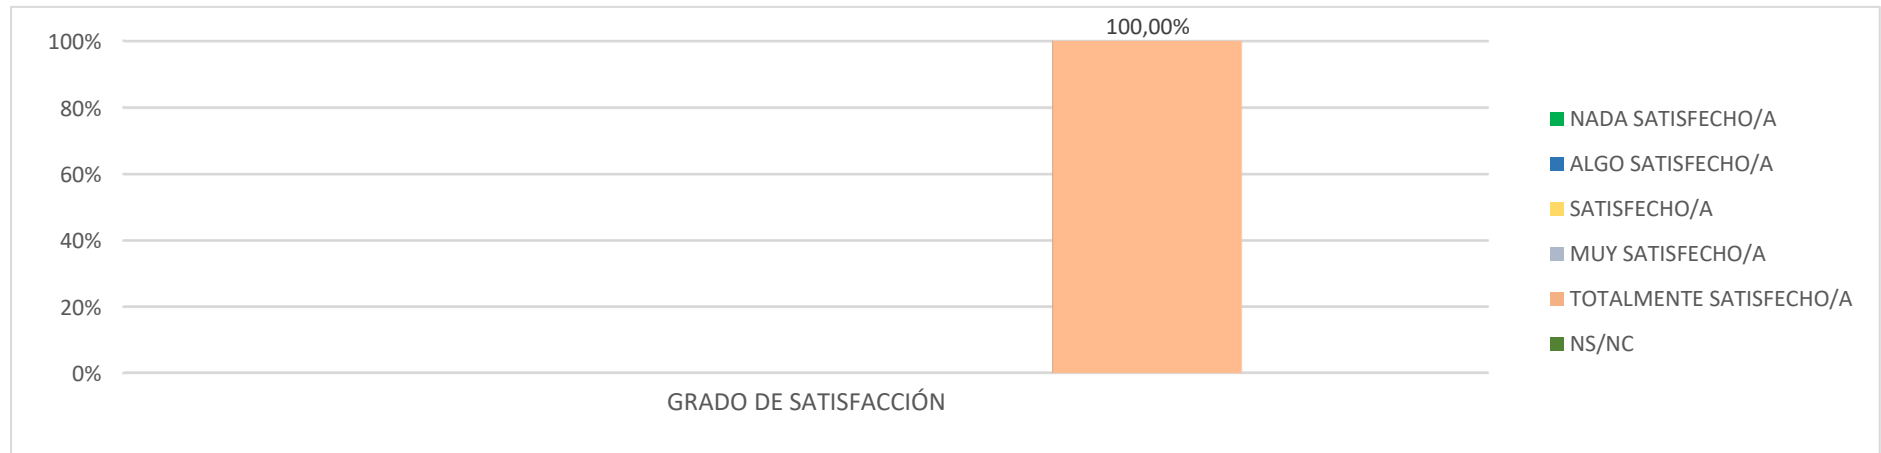 100,00%
100%
80%
60%
40%
20%
0%
GRADO DE SATISFACCIÓN
NADA SATISFECHO/A
ALGO SATISFECHO/A
SATISFECHO/A
MUY SATISFECHO/A
TOTALMENTE SATISFECHO/A
NS/NC